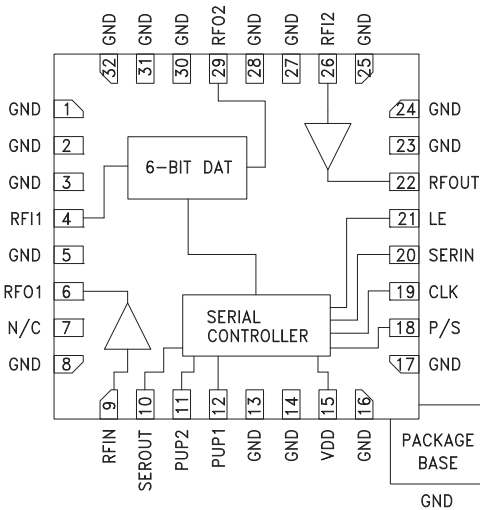 GND
GND
GND
RFO2
GND
GND
RFI2
GND
32
31
30
29
28
27
26
25
GND 1
GND 2
GND 3
RFI1 4
GND 5
RFO1 6
N/C 7
GND 8
24 GND
23 GND
22 RFOUT
21 LE
20 SERIN
19 CLK
18 P/S
17 GND
6-BIT DAT
SERIAL
CONTROLLER
9
10
11
12
13
14
15
16
RFIN
SEROUT
PUP2
PUP1
GND
GND
VDD
GND
PACKAGE
BASE
GND